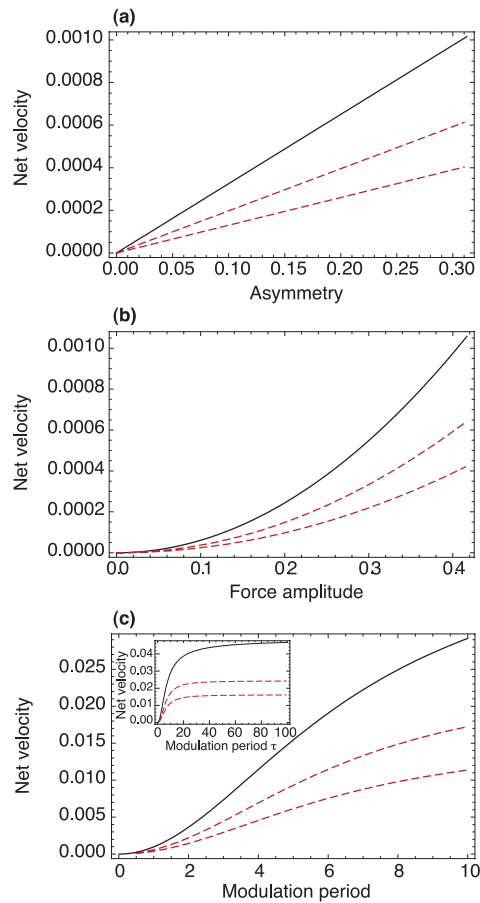 (a)
0.0010
0.0008
0.0006
0.0004
0.0002
0.0000
Net velocity
0.00 0.05 0.10 0.15 0.20 0.25 0.30
Asymmetry
(b)
0.0010
0.0008
0.0006
0.0004
0.0002
0.0000
Net velocity
0.0 0.1 0.2 0.3 0.4
Force amplitude
(c)
0.025
0.020
0.015
0.010
0.005
0.000
Net velocity
0.04
0.03
0.02
0.01
0.00
Net velocity
0 20 40 60 80 100
Modulation period τ
0 2 4 6 8 10
Modulation period